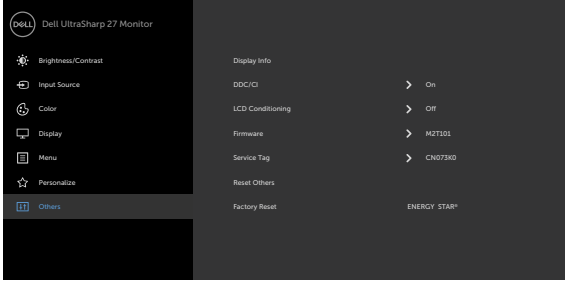 DELL Dell UltraSharp 27 Monitor
Brightness/Contrast
Input Source
Color
Display
Menu
Personalize
Others
Display Info
DDC/CI On
LCD Conditioning Off
Firmware M2T101
Service Tag CN073K0
Reset Others
Factory Reset ENERGY STAR®